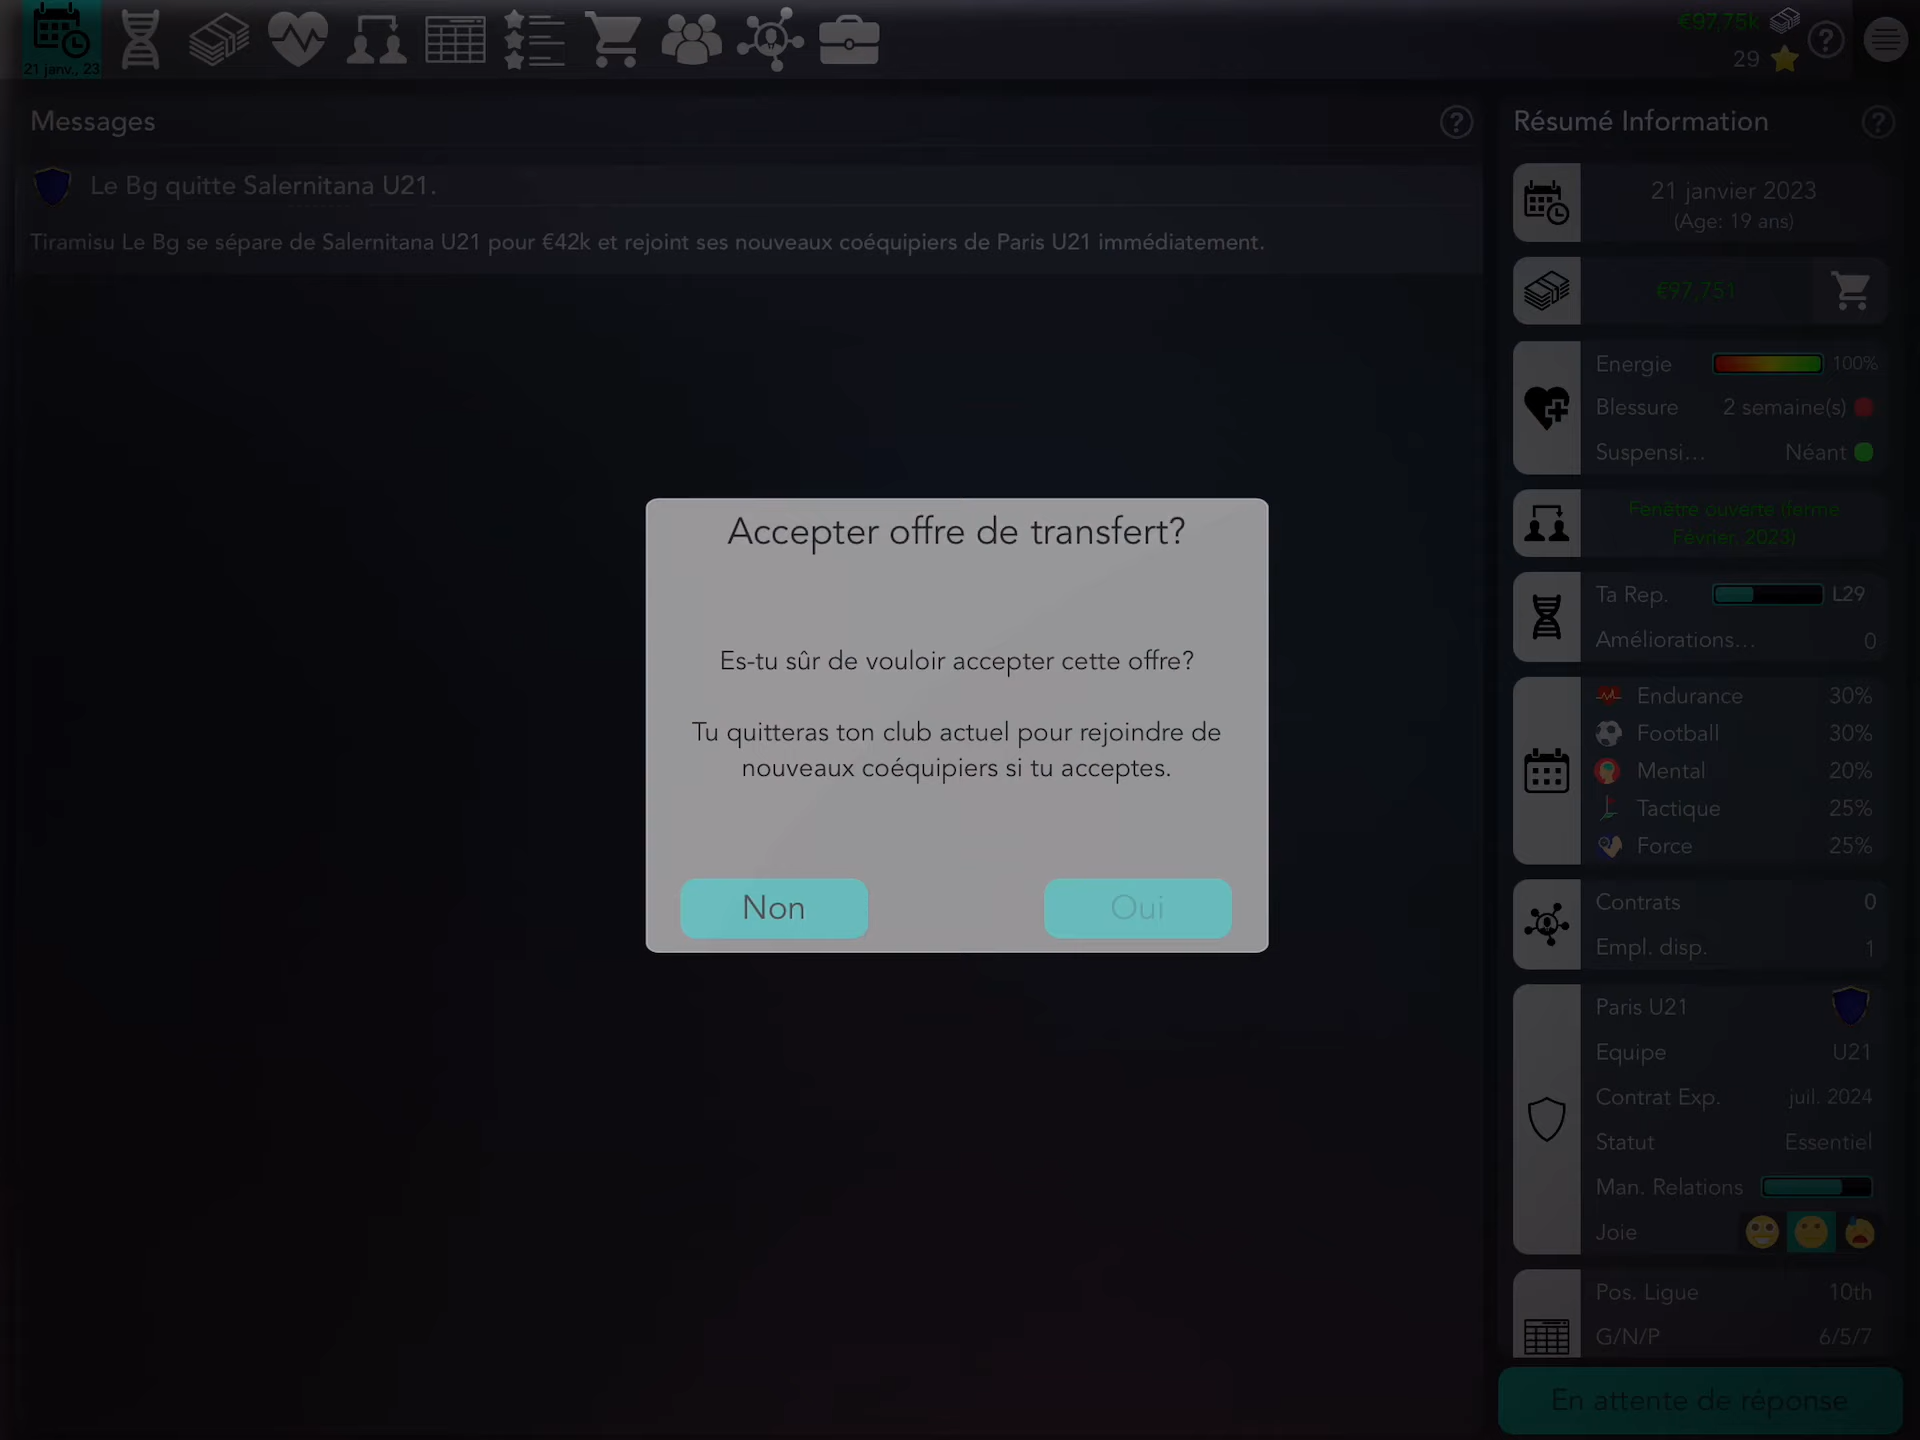 €97,75k
29
21 janv., 23
Messages
Le Bg quitte Salernitana U21.
Tiramisu Le Bg se sépare de Salernitana U21 pour €42k et rejoint ses nouveaux coéquipiers de Paris U21 immédiatement.
Accepter offre de transfert?
Es-tu sûr de vouloir accepter cette offre?
Tu quitteras ton club actuel pour rejoindre de
nouveaux coéquipiers si tu acceptes.
Non
Oui
Résumé Information
21 janvier 2023
(Age: 19 ans)
€97,751
Energie 100%
Blessure 2 semaine(s)
Suspensi... Néant
Fenêtre ouverte (ferme
Février, 2023)
Ta Rep. L29
Améliorations... 0
Endurance 30%
Football 30%
Mental 20%
Tactique 25%
Force 25%
Contrats 0
Empl. disp. 1
Paris U21
Equipe U21
Contrat Exp. juil. 2024
Statut Essentiel
Man. Relations
Joie
Pos. Ligue 10th
G/N/P 6/5/7
En attente de réponse